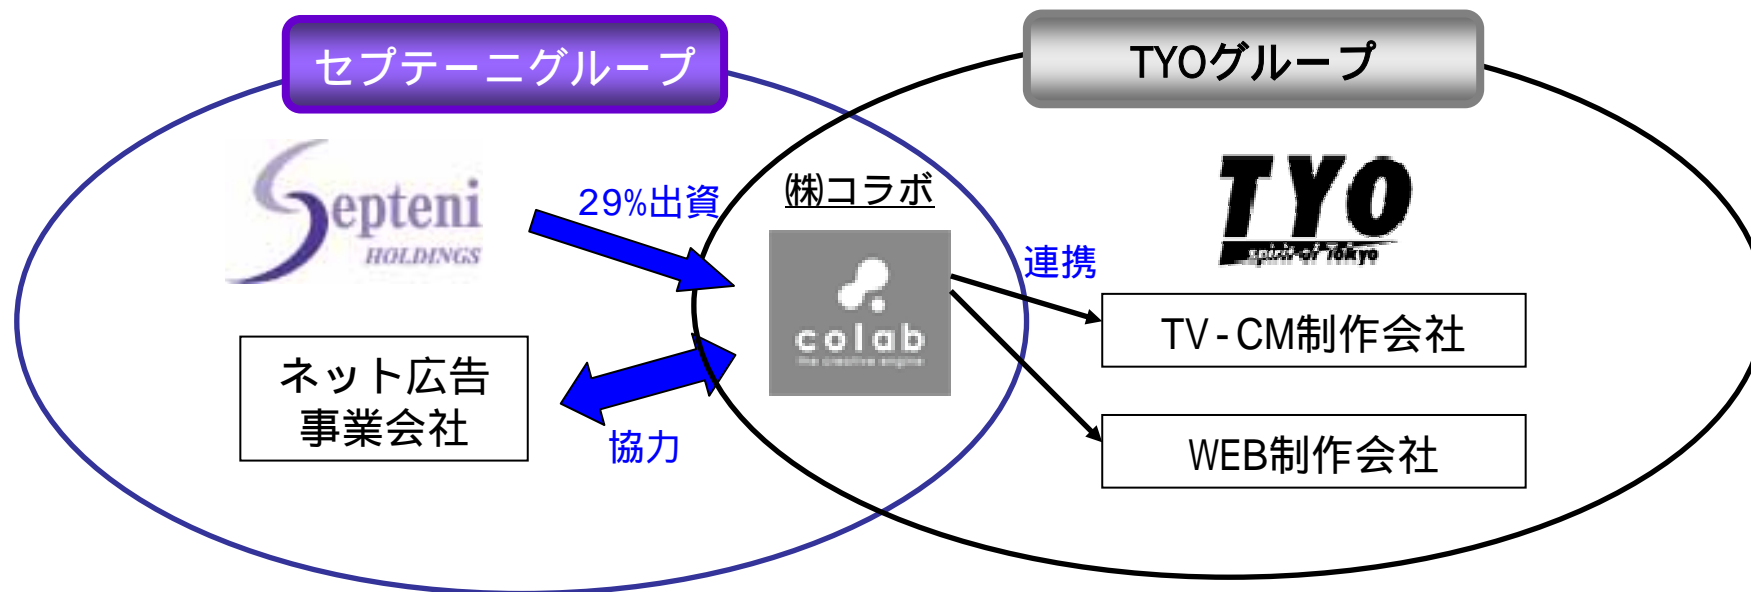 セプテーニグループ
TYOグループ
Septeni
HOLDINGS
29%出資
㈱コラボ
TYO
spirit of Tokyo
連携
colab
the creative engine
TV-CM制作会社
ネット広告
事業会社
協力
WEB制作会社